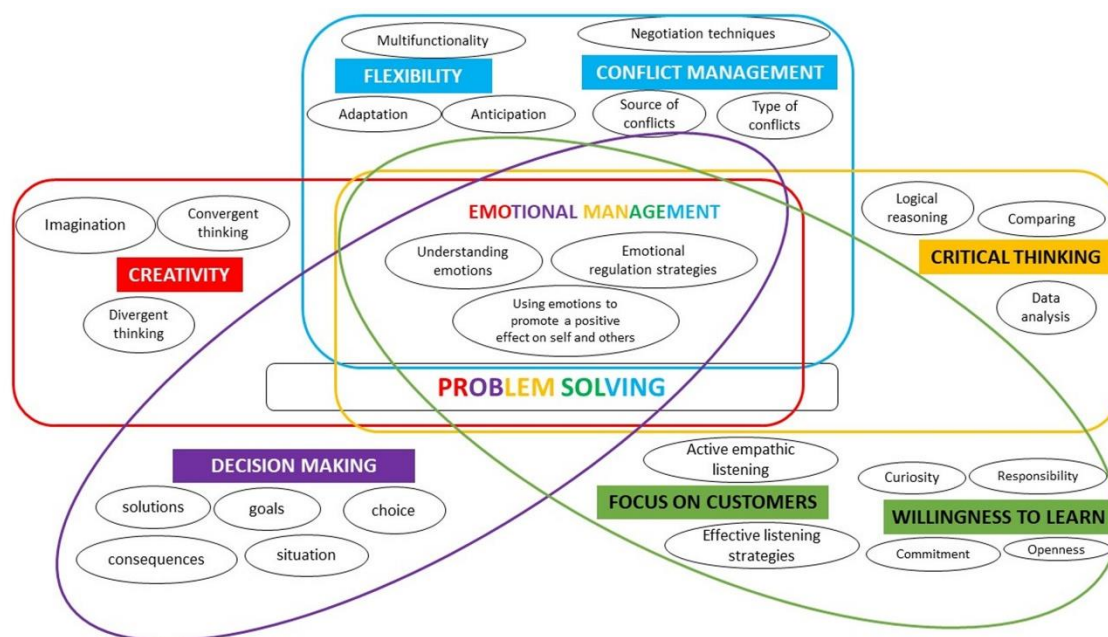 Multifunctionality
Negotiation techniques
FLEXIBILITY
CONFLICT MANAGEMENT
Adaptation
Anticipation
Source of
conflicts
Type of
conflicts
Imagination
Convergent
thinking
CREATIVITY
Divergent
thinking
EMOTIONAL MANAGEMENT
Understanding
emotions
Emotional
regulation strategies
Using emotions to
promote a positive
effect on self and others
PROBLEM SOLVING
Logical
reasoning
Comparing
CRITICAL THINKING
Data
analysis
DECISION MAKING
solutions
goals
choice
consequences
situation
Active empathic
listening
FOCUS ON CUSTOMERS
Effective listening
strategies
Curiosity
Responsibility
WILLINGNESS TO LEARN
Commitment
Openness